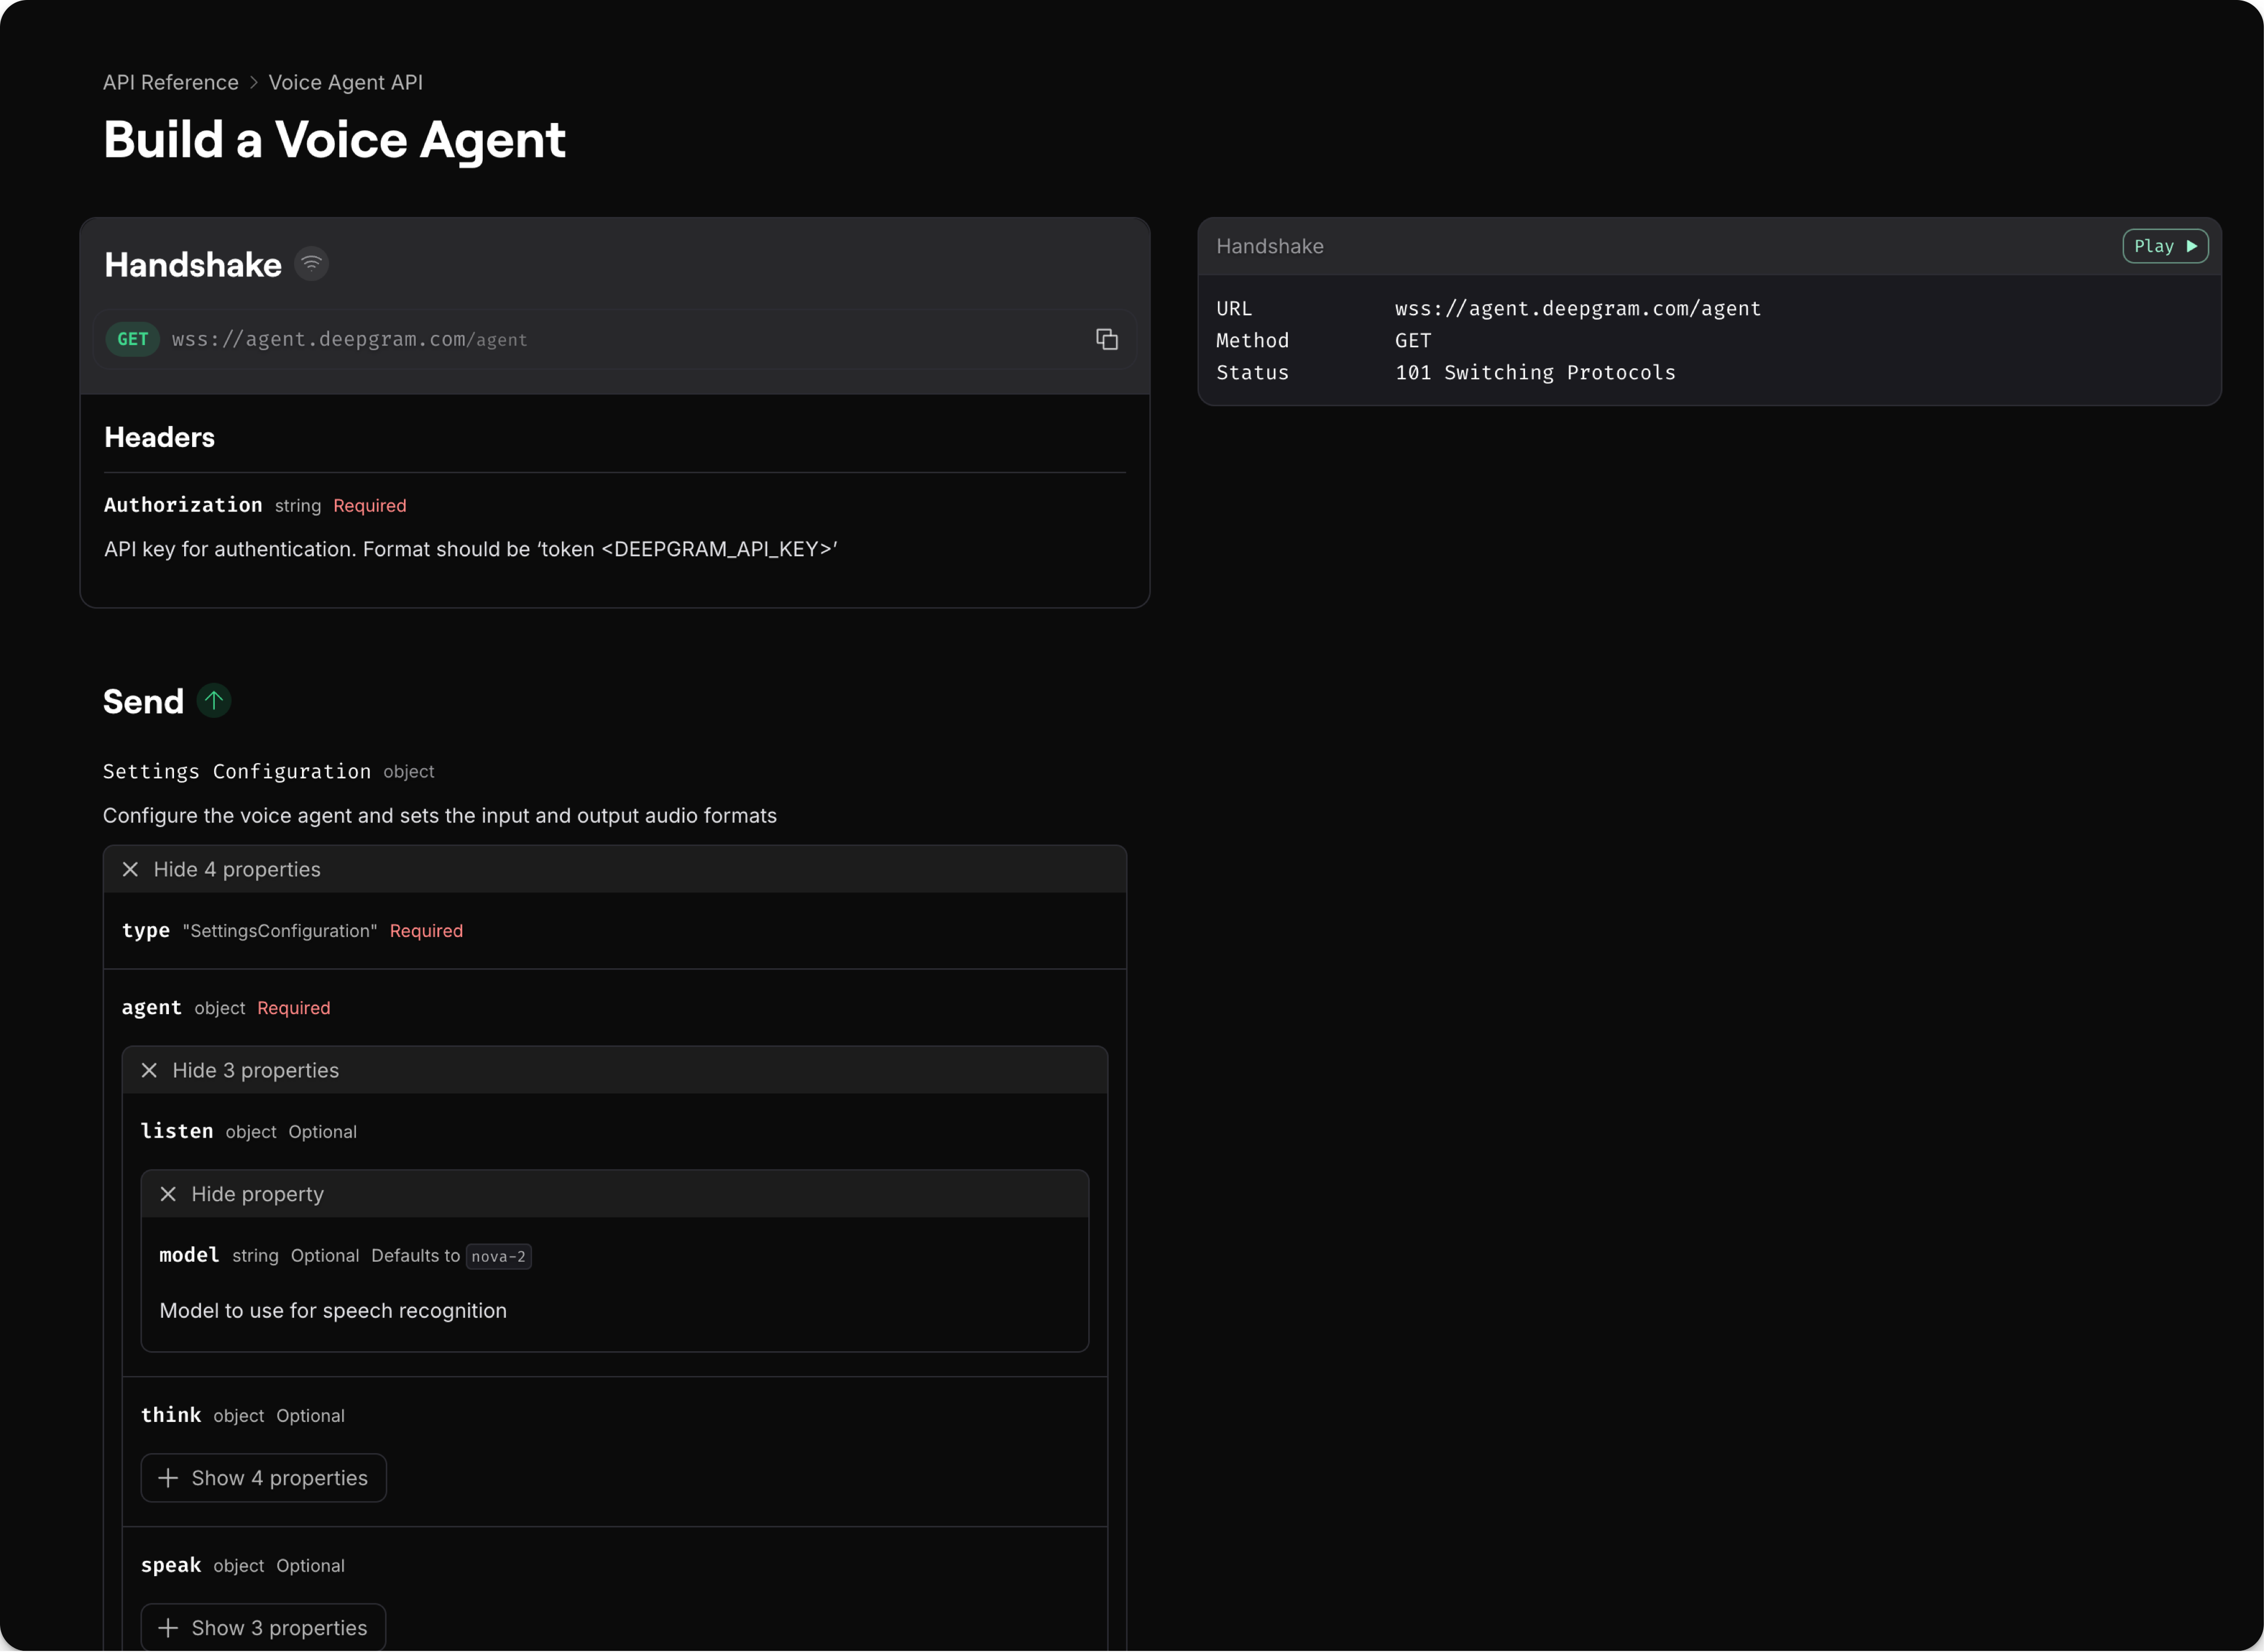 API Reference > Voice Agent API
Build a Voice Agent
Handshake
GET wss://agent.deepgram.com/agent
Headers
Authorization string Required
API key for authentication. Format should be ‘token <DEEPGRAM_API_KEY>’
Handshake Play
URL wss://agent.deepgram.com/agent
Method GET
Status 101 Switching Protocols
Send
Settings Configuration object
Configure the voice agent and sets the input and output audio formats
Hide 4 properties
type "SettingsConfiguration" Required
agent object Required
Hide 3 properties
listen object Optional
Hide property
model string Optional Defaults to nova-2
Model to use for speech recognition
think object Optional
Show 4 properties
speak object Optional
Show 3 properties